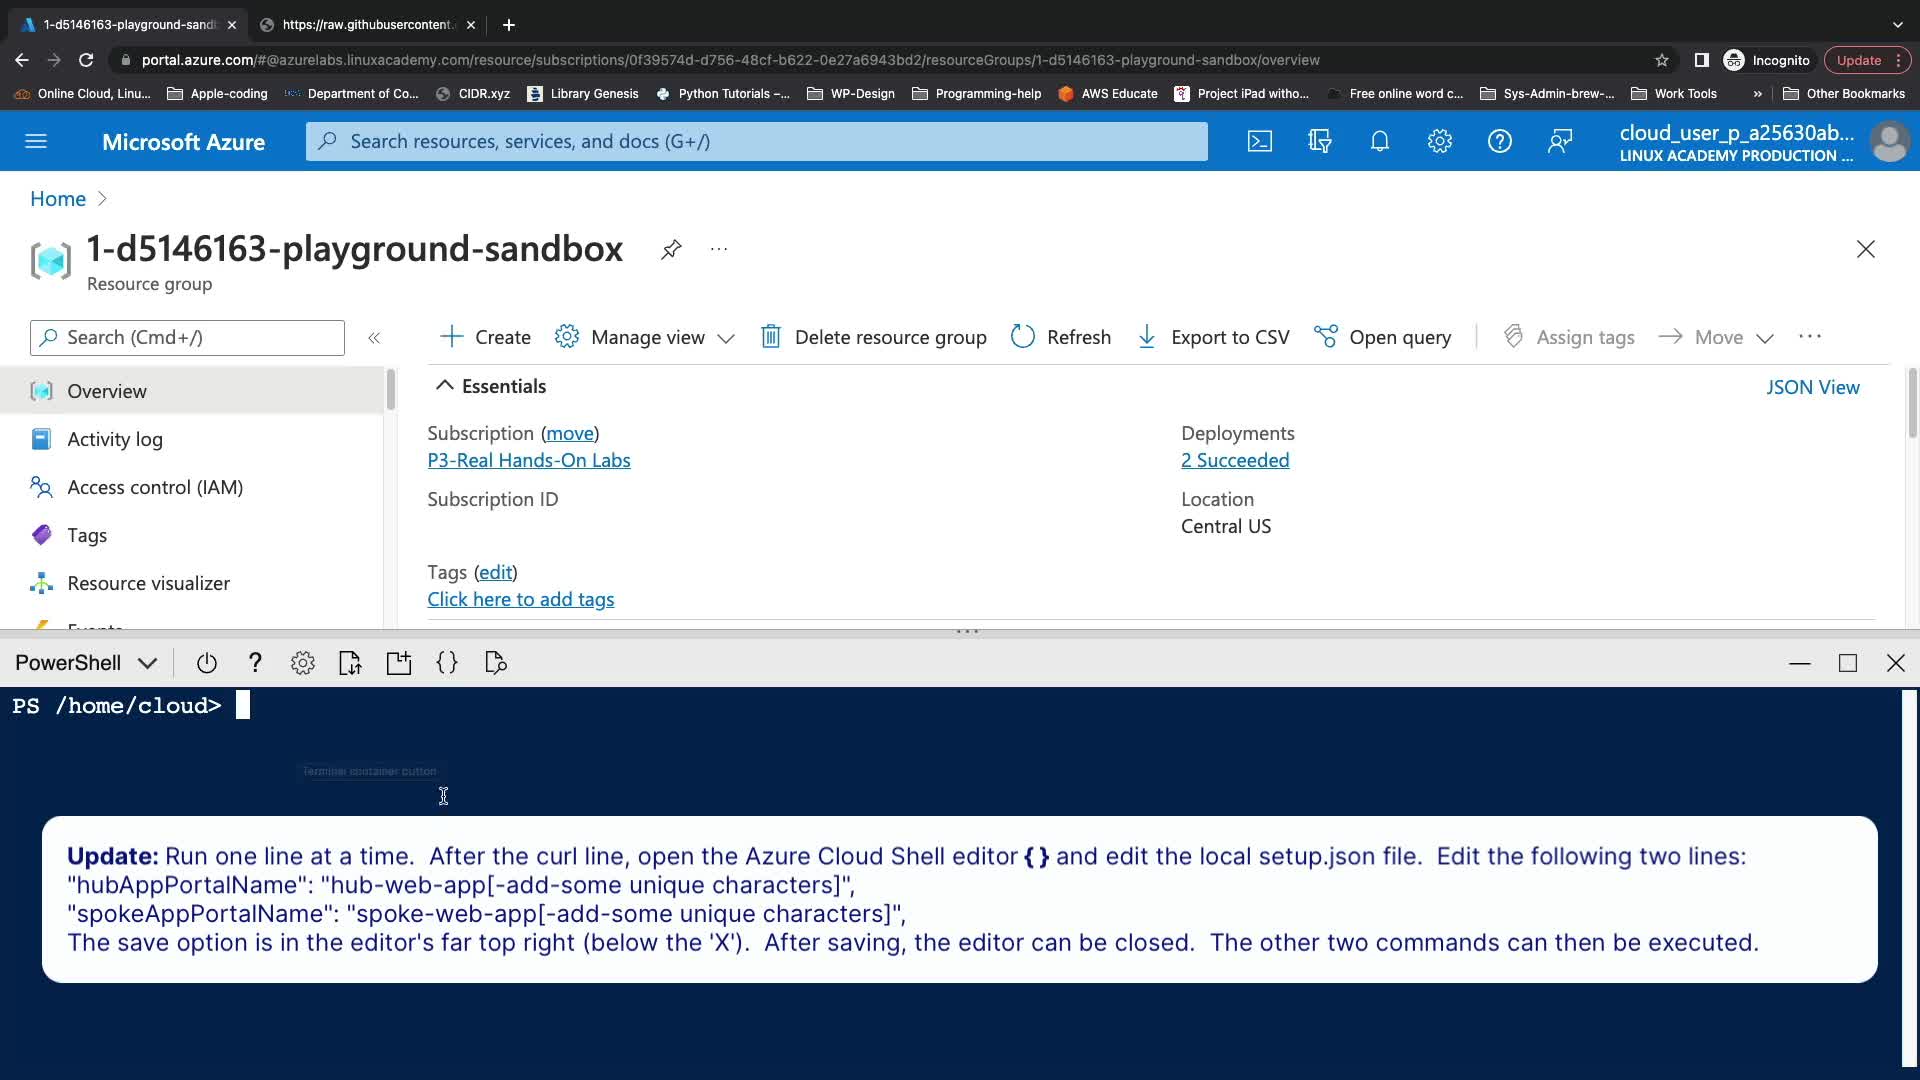 1-d5146163-playground-sand
https://raw.githubusercontent.
portal.azure.com/#@azurelabs.linuxacademy.com/resource/subscriptions/0f39574d-d756-48cf-b622-0e27a6943bd2/resourceGroups/1-d5146163-playground-sandbox/overview
Incognito
Update
Online Cloud, Linu...
Apple-coding
Department of Co...
CIDR.xyz
Library Genesis
Python Tutorials –...
WP-Design
Programming-help
AWS Educate
Project iPad witho...
Free online word c...
Sys-Admin-brew-...
Work Tools
»
Other Bookmarks
Microsoft Azure
Search resources, services, and docs (G+/)
cloud_user_p_a25630ab...
LINUX ACADEMY PRODUCTION ...
Home
1-d5146163-playground-sandbox
...
Resource group
Search (Cmd+/)
«
Create
Manage view
Delete resource group
Refresh
Export to CSV
Open query
Assign tags
Move
...
Overview
Activity log
Access control (IAM)
Tags
Resource visualizer
Events
Essentials
JSON View
Subscription (move)
P3-Real Hands-On Labs
Subscription ID
Deployments
2 Succeeded
Location
Central US
Tags (edit)
Click here to add tags
PowerShell
?
{}
PS /home/cloud>
Terminal container button
Update: Run one line at a time. After the curl line, open the Azure Cloud Shell editor { } and edit the local setup.json file. Edit the following two lines:
"hubAppPortalName": "hub-web-app[-add-some unique characters]",
"spokeAppPortalName": "spoke-web-app[-add-some unique characters]",
The save option is in the editor's far top right (below the 'X'). After saving, the editor can be closed. The other two commands can then be executed.